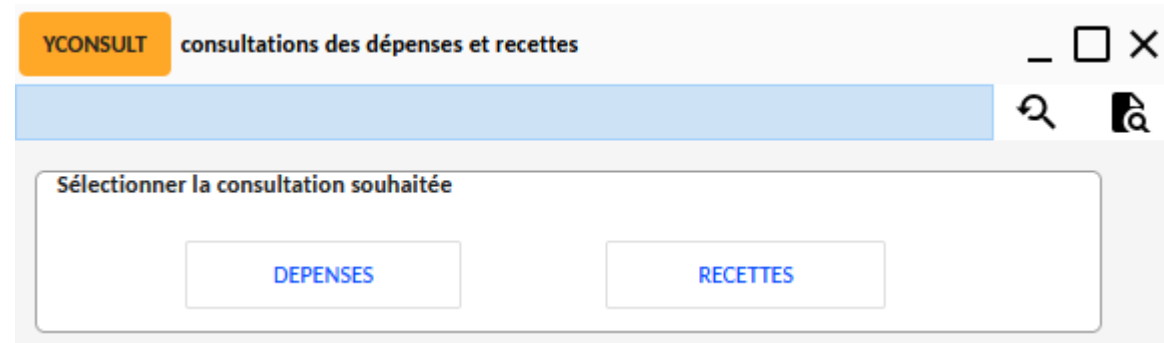 YCONSULT consultations des dépenses et recettes
Sélectionner la consultation souhaitée
DEPENSES RECETTES